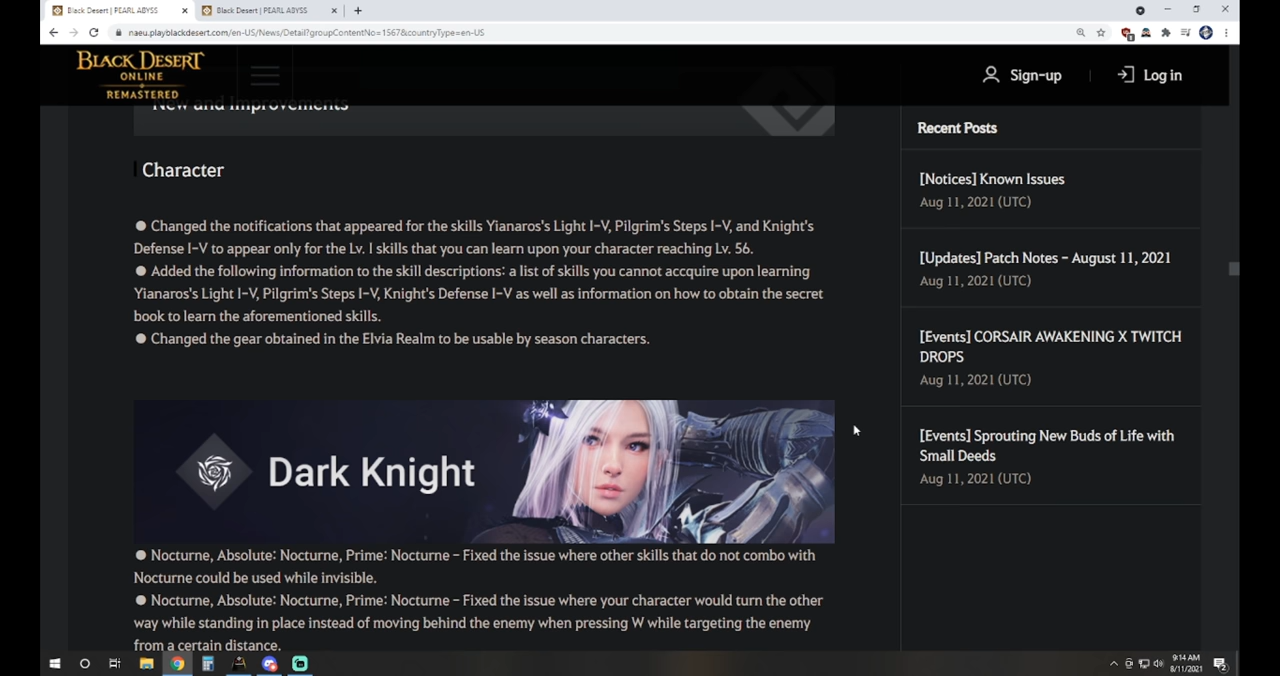 Black Desert | PEARL ABYSS
Black Desert | PEARL ABYSS
naeu.playblackdesert.com/en-US/News/Detail?groupContentNo=1567&countryType=en-US
BLACK DESERT
ONLINE
REMASTERED
Sign-up
Log in
New and Improvements
Character
● Changed the notifications that appeared for the skills Yianaros's Light I-V, Pilgrim's Steps I-V, and Knight's
Defense I-V to appear only for the Lv. I skills that you can learn upon your character reaching Lv. 56.
● Added the following information to the skill descriptions: a list of skills you cannot accquire upon learning
Yianaros's Light I-V, Pilgrim's Steps I-V, Knight's Defense I-V as well as information on how to obtain the secret
book to learn the aforementioned skills.
● Changed the gear obtained in the Elvia Realm to be usable by season characters.
Dark Knight
● Nocturne, Absolute: Nocturne, Prime: Nocturne - Fixed the issue where other skills that do not combo with
Nocturne could be used while invisible.
● Nocturne, Absolute: Nocturne, Prime: Nocturne - Fixed the issue where your character would turn the other
way while standing in place instead of moving behind the enemy when pressing W while targeting the enemy
from a certain distance.
Recent Posts
[Notices] Known Issues
Aug 11, 2021 (UTC)
[Updates] Patch Notes - August 11, 2021
Aug 11, 2021 (UTC)
[Events] CORSAIR AWAKENING X TWITCH
DROPS
Aug 11, 2021 (UTC)
[Events] Sprouting New Buds of Life with
Small Deeds
Aug 11, 2021 (UTC)
9:14 AM
8/11/2021